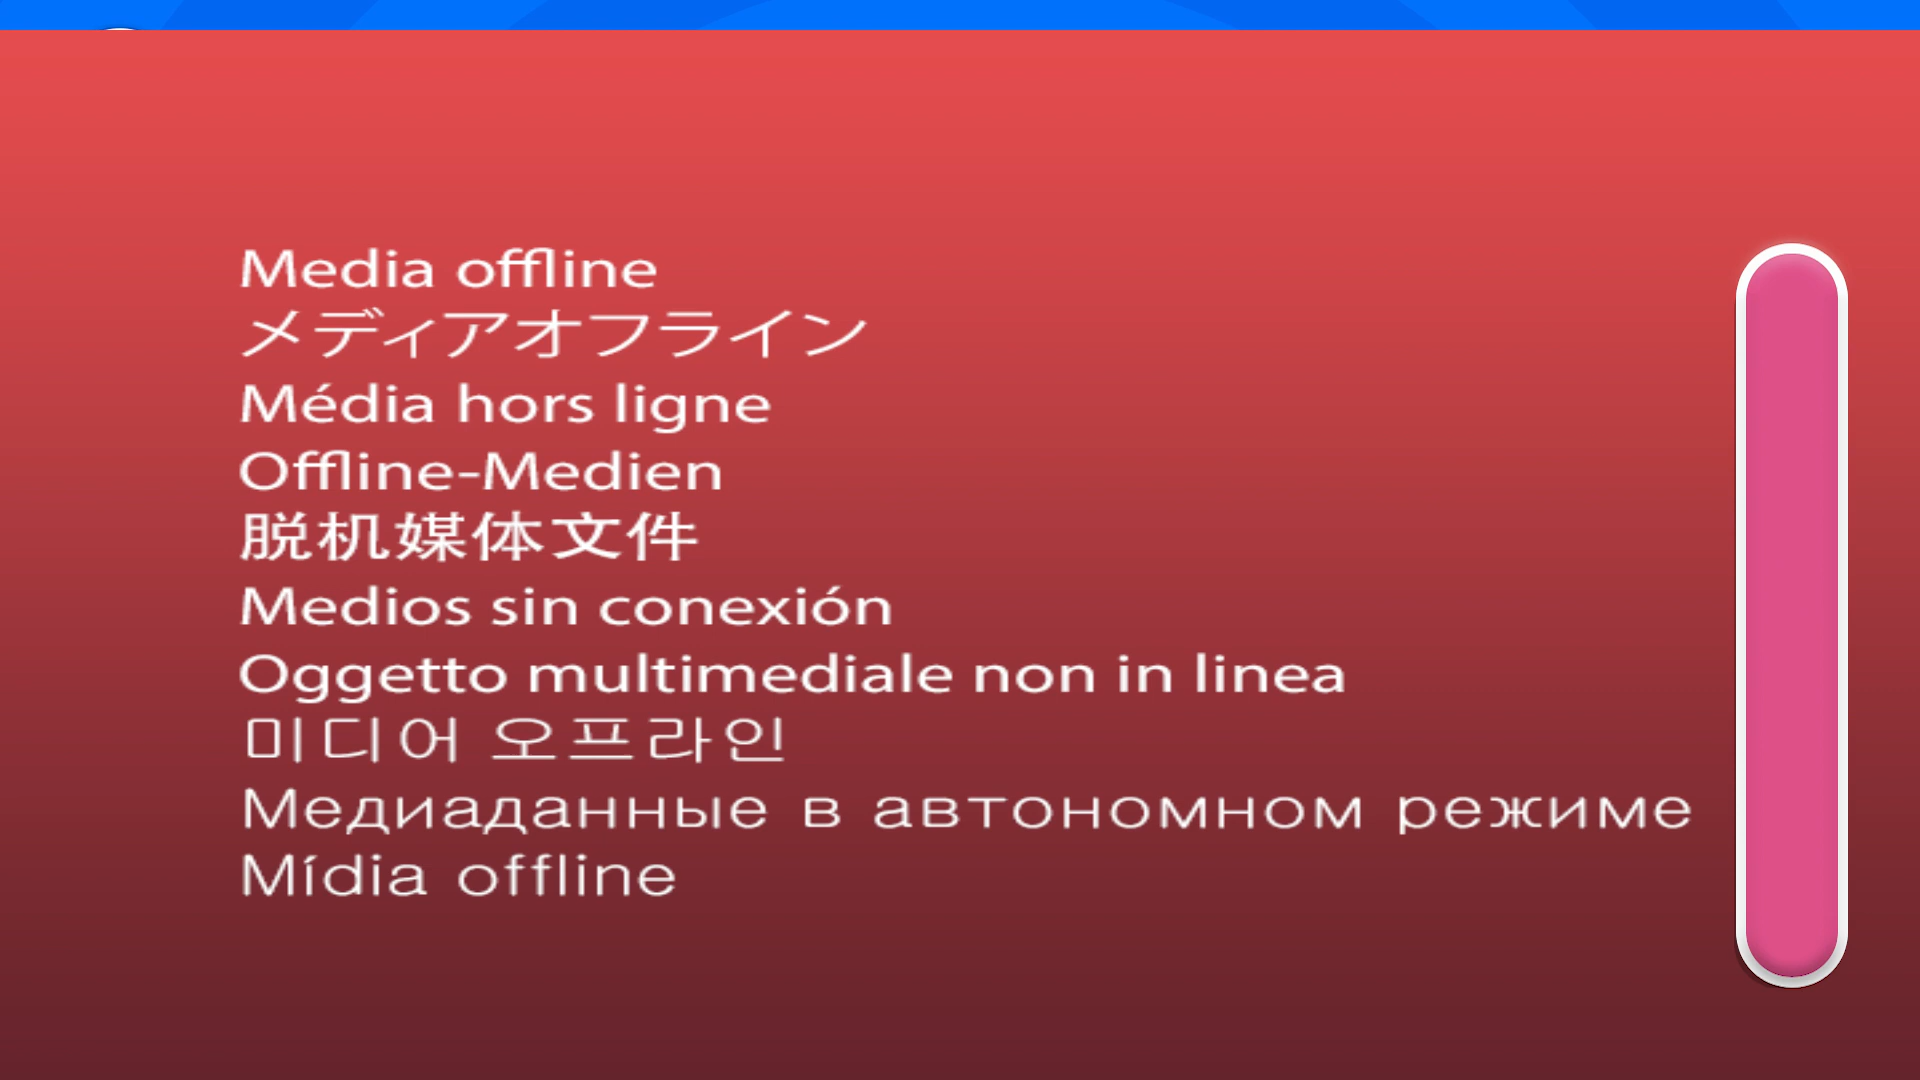 Media offline
メディアオフライン
Média hors ligne
Offline-Medien
脱机媒体文件
Medios sin conexión
Oggetto multimediale non in linea
미디어 오프라인
Медиаданные в автономном режиме
Mídia offline